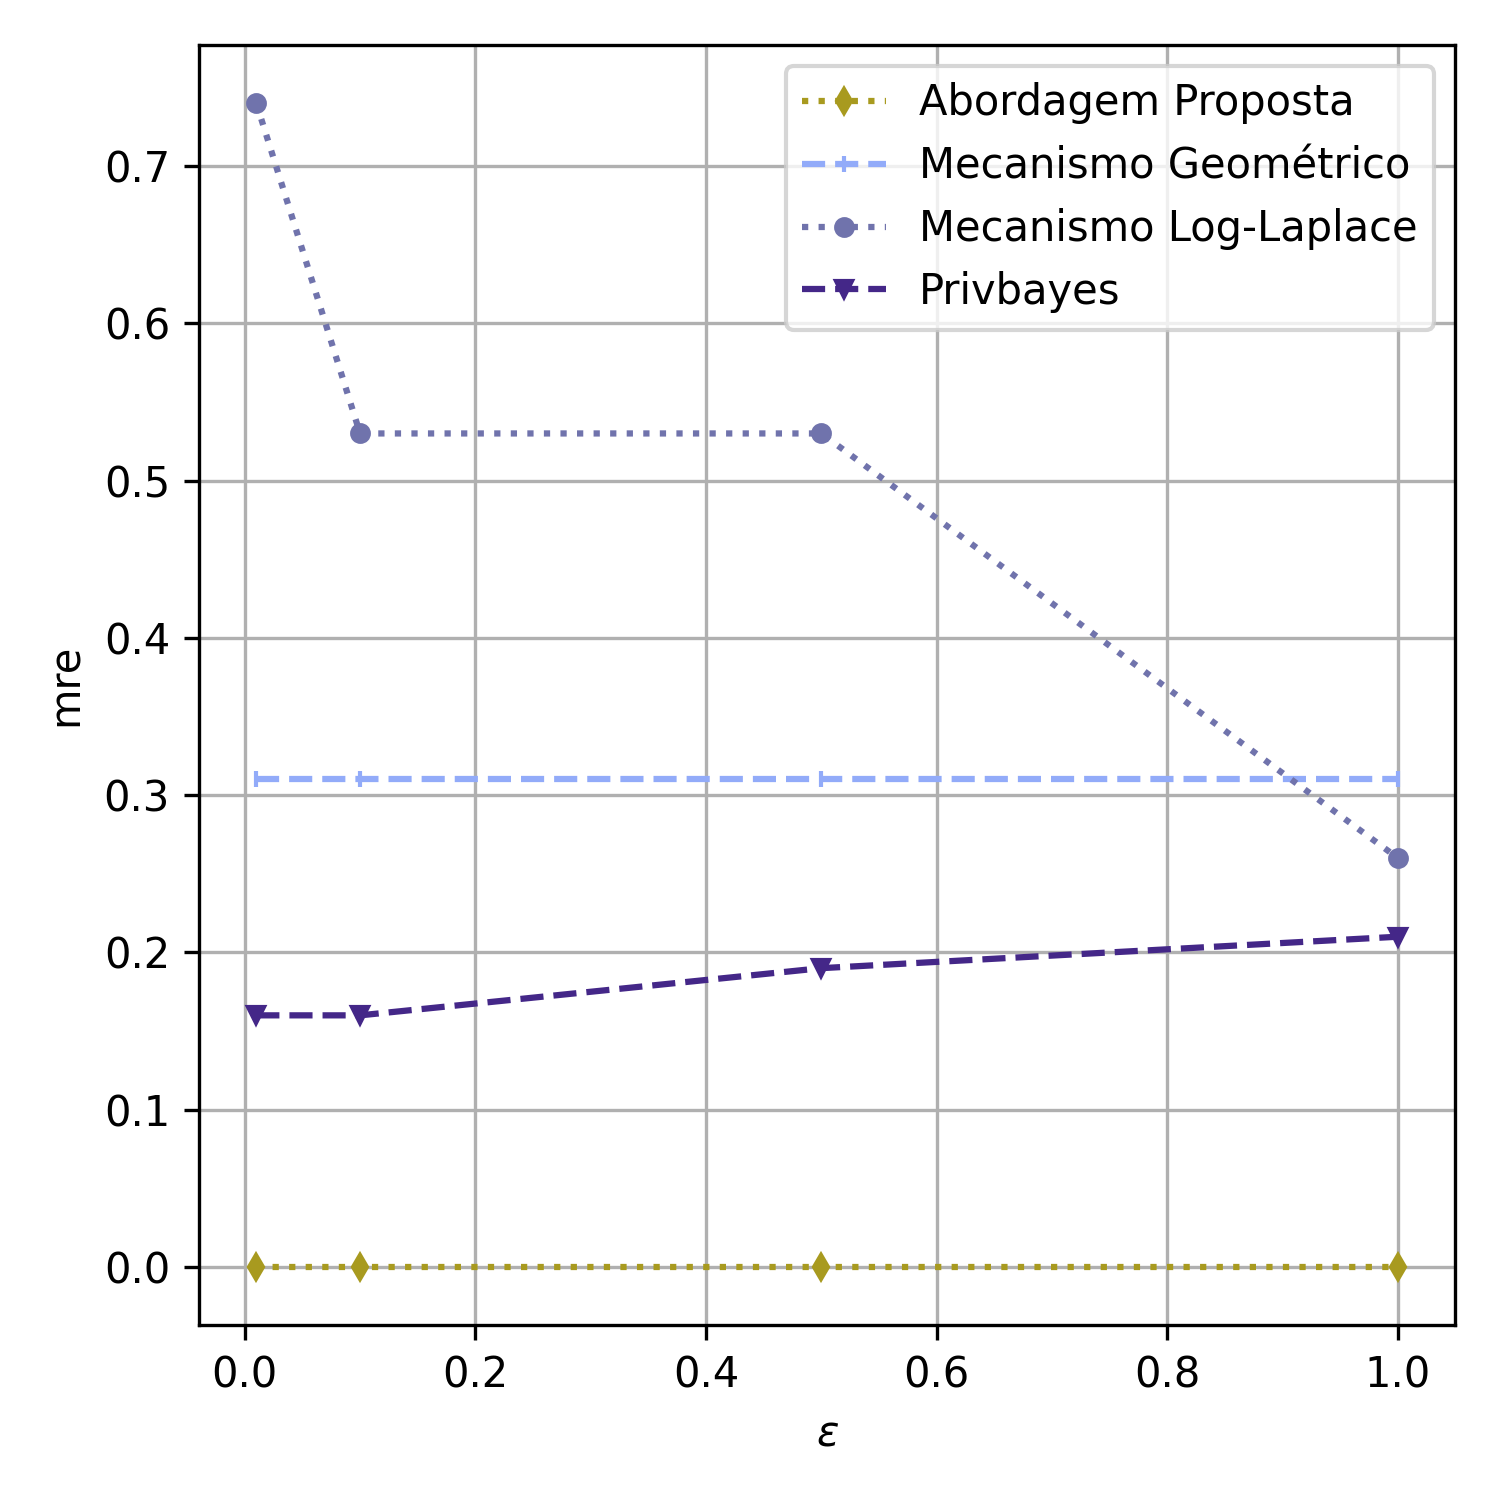 Abordagem Proposta
Mecanismo Geométrico
Mecanismo Log-Laplace
Privbayes
0.7
0.6
0.5
0.4
0.3
0.2
0.1
0.0
mre
0.0 0.2 0.4 0.6 0.8 1.0
ε